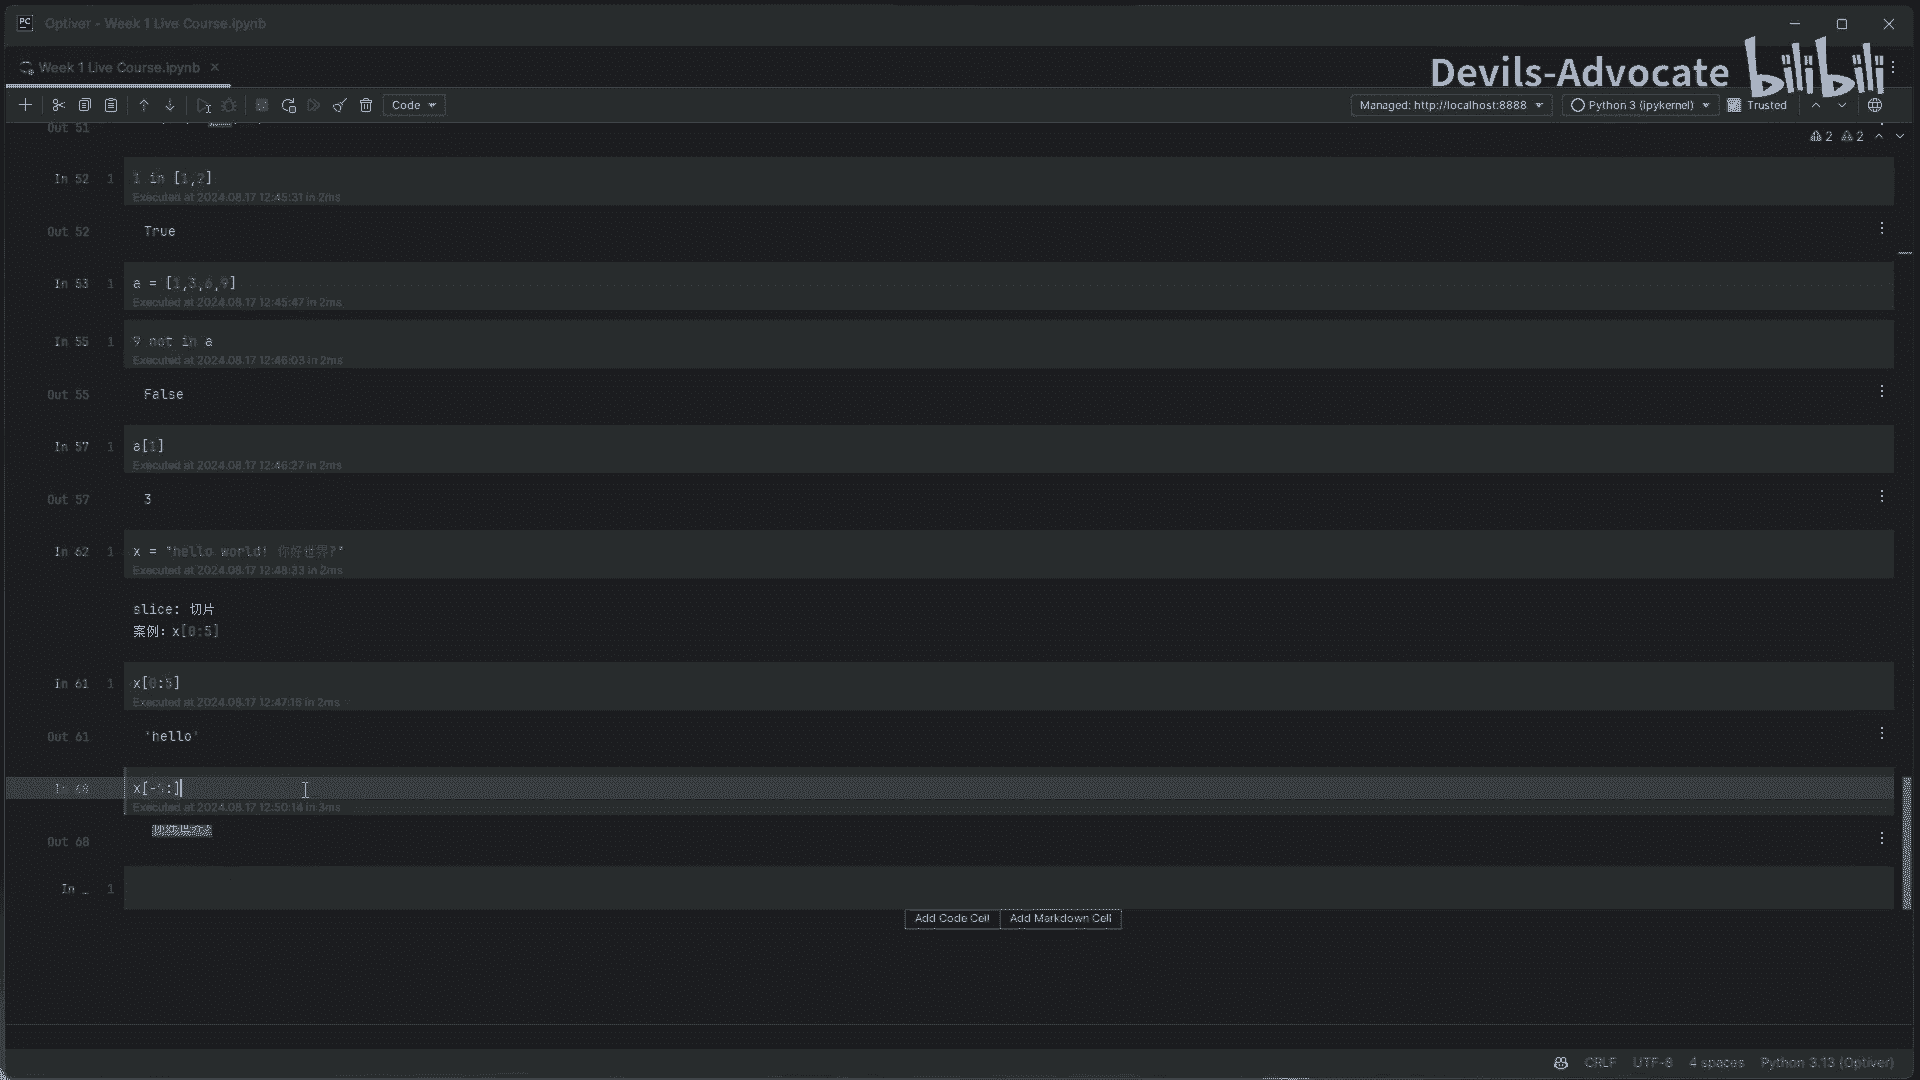 Optiver - Week 1 Live Course.ipynb
Week 1 Live Course.ipynb
Devils-Advocate bilibili
Code
Managed: http://localhost:8888
Python 3 (ipykernel)
Trusted
Out 51
2 2
In 52 1 1 in [1,2]
Executed at 2024.08.17 12:45:31 in 2ms
Out 52 True
In 53 1 a = [1,3,6,9]
Executed at 2024.08.17 12:45:47 in 2ms
In 55 1 9 not in a
Executed at 2024.08.17 12:46:03 in 2ms
Out 55 False
In 57 1 a[1]
Executed at 2024.08.17 12:46:27 in 2ms
Out 57 3
In 62 1 x = "hello world! 你好世界?"
Executed at 2024.08.17 12:48:33 in 2ms
slice: 切片
案例: x[0:5]
In 61 1 x[0:5]
Executed at 2024.08.17 12:47:16 in 2ms
Out 61 'hello'
In 68 x[-5:]
Executed at 2024.08.17 12:50:14 in 3ms
Out 68
In _ 1
Add Code Cell Add Markdown Cell
CRLF UTF-8 4 spaces Python 3.13 (Optiver)